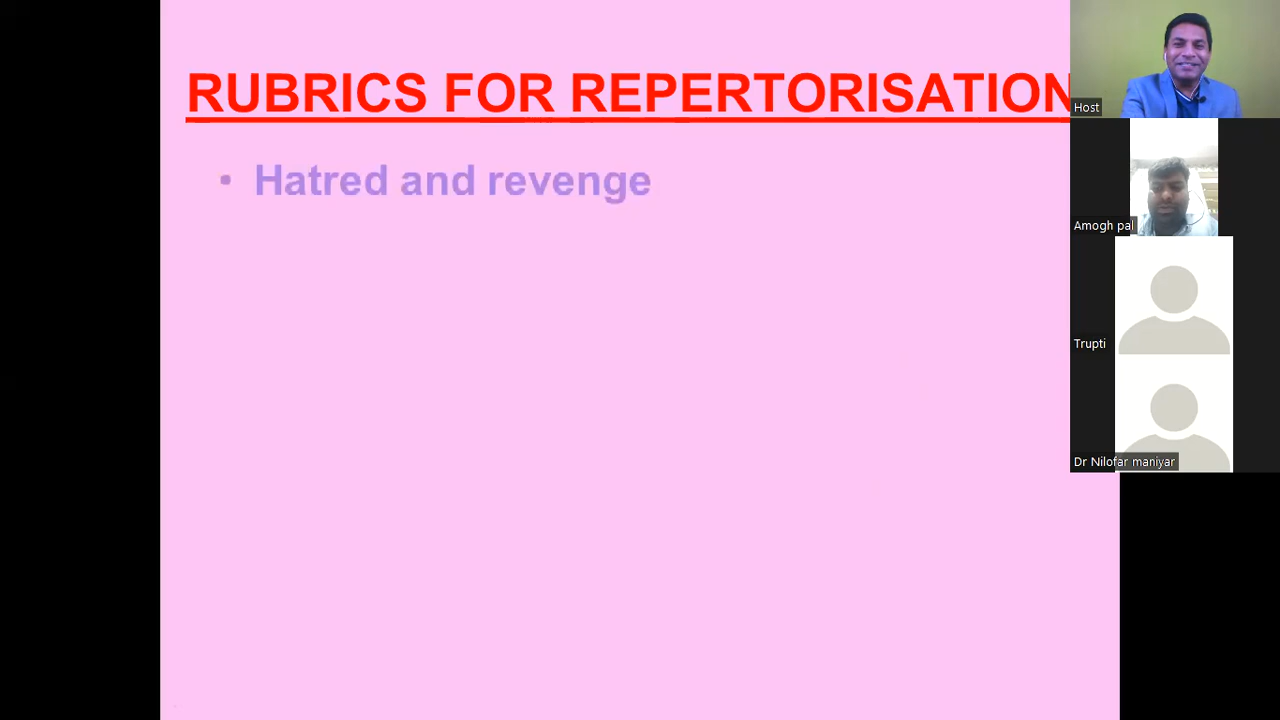 RUBRICS FOR REPERTORISATION
• Hatred and revenge
Host
Amogh pal
Trupti
Dr Nilofar maniyar